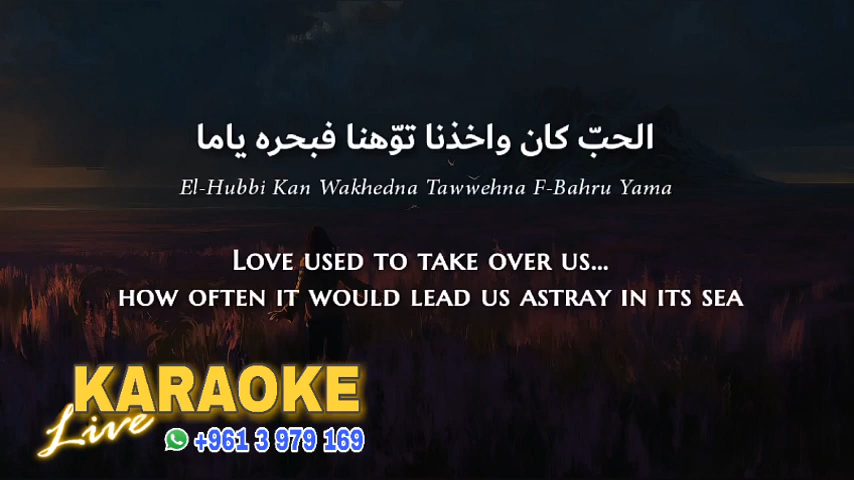 الحبّ كان واخذنا توّهنا فبحره ياما
El-Hubbi Kan Wakhedna Tawwehna F-Bahru Yama
Love used to take over us...
how often it would lead us astray in its sea
KARAOKE
Live
+961 3 979 169